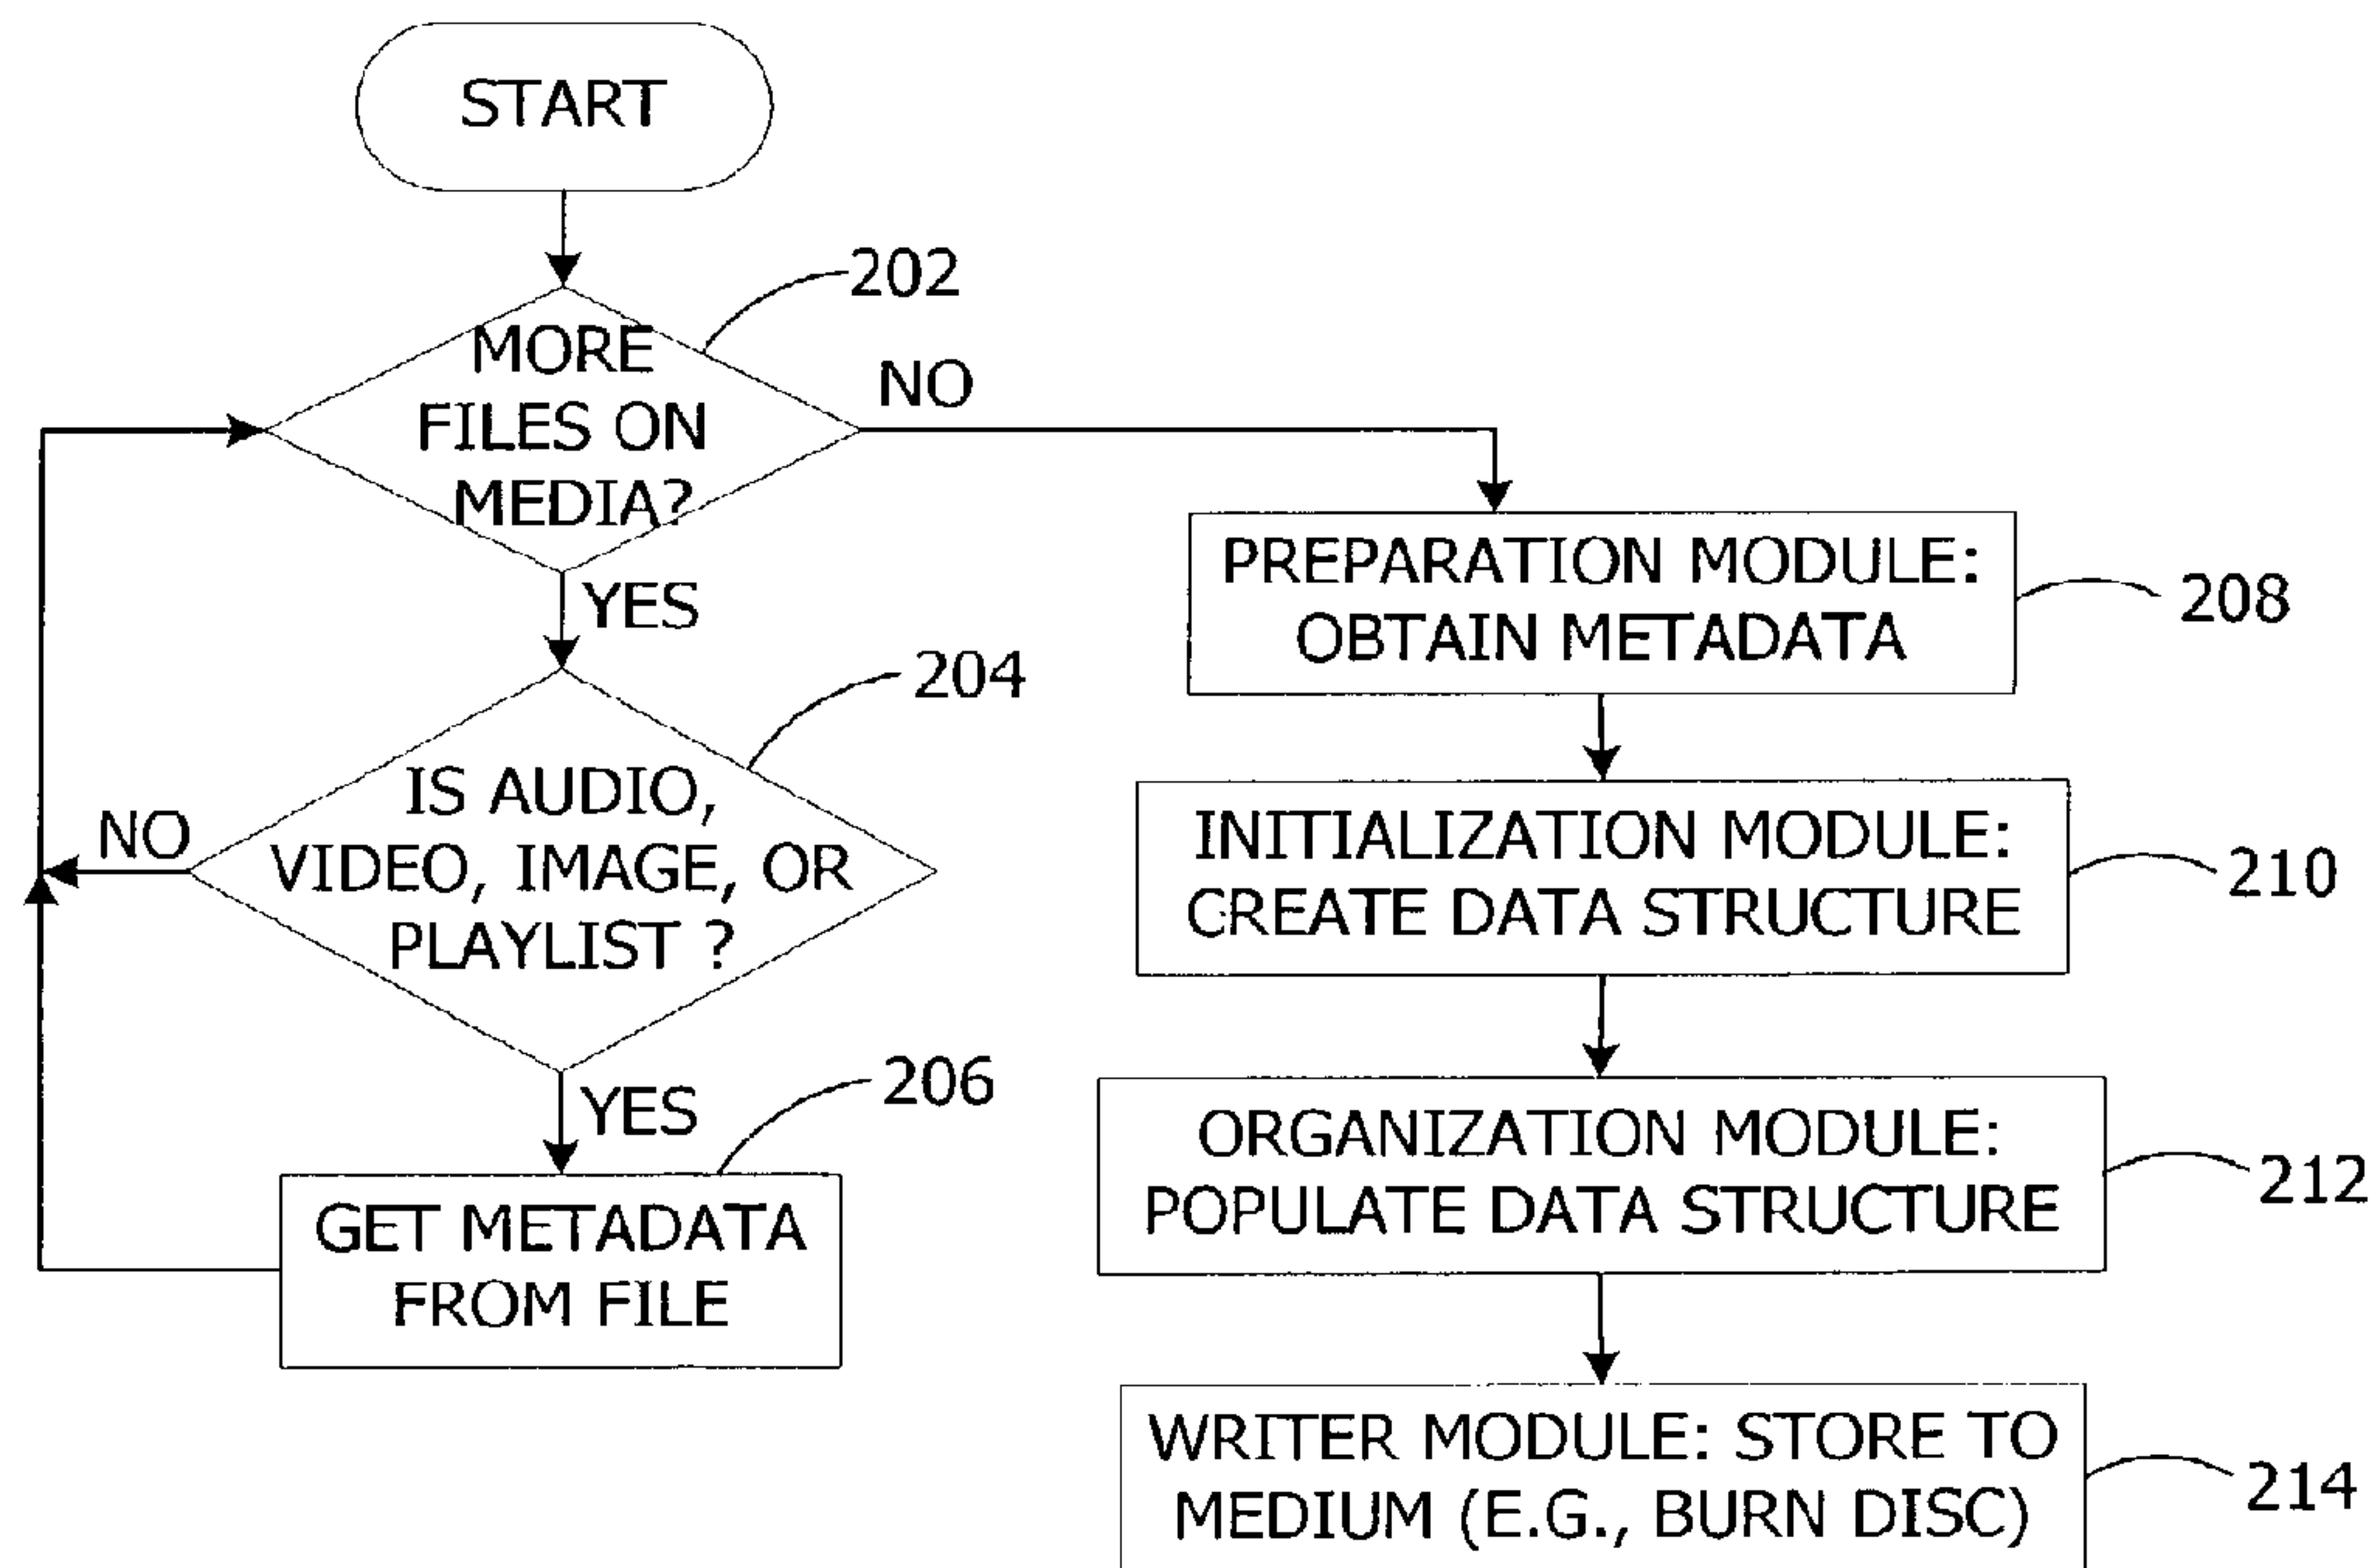 START
202
MORE
FILES ON
MEDIA?
NO
YES
204
IS AUDIO,
VIDEO, IMAGE, OR
PLAYLIST ?
NO
YES
206
GET METADATA
FROM FILE
PREPARATION MODULE:
OBTAIN METADATA
208
INITIALIZATION MODULE:
CREATE DATA STRUCTURE
210
ORGANIZATION MODULE:
POPULATE DATA STRUCTURE
212
WRITER MODULE: STORE TO
MEDIUM (E.G., BURN DISC)
214